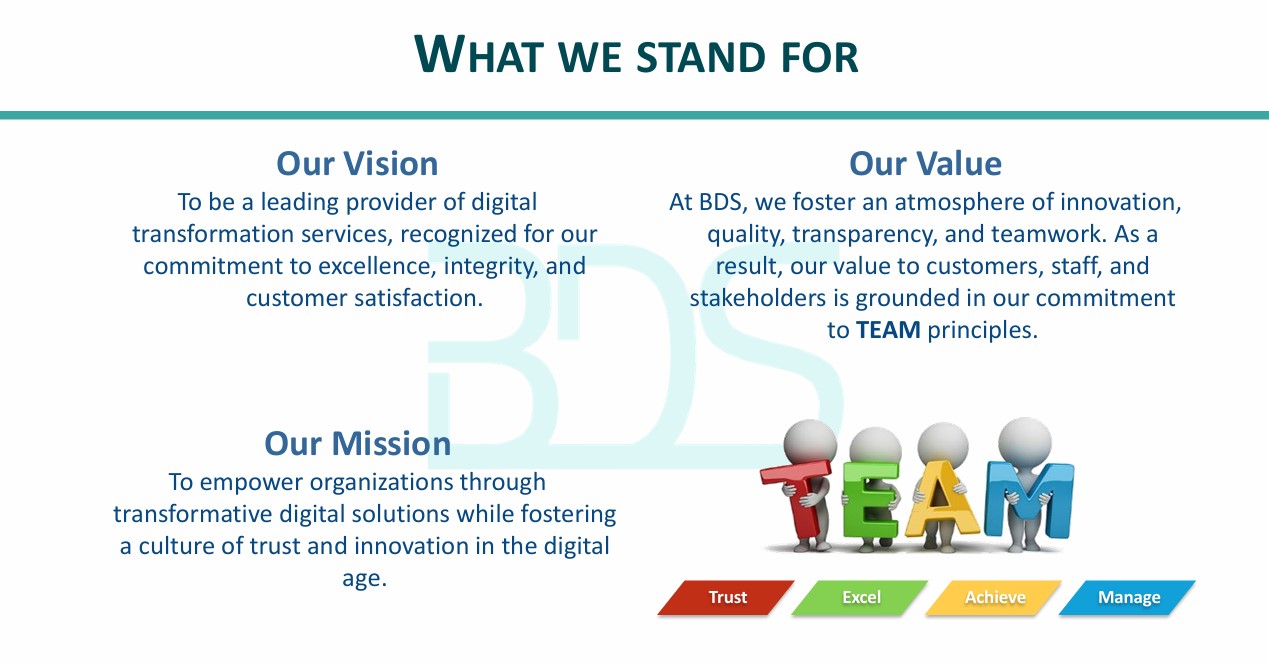 WHAT WE STAND FOR
Our Vision
To be a leading provider of digital
transformation services, recognized for our
commitment to excellence, integrity, and
customer satisfaction.
Our Value
At BDS, we foster an atmosphere of innovation,
quality, transparency, and teamwork. As a
result, our value to customers, staff, and
stakeholders is grounded in our commitment
to TEAM principles.
BDS
Our Mission
To empower organizations through
transformative digital solutions while fostering
a culture of trust and innovation in the digital
age.
TEAM
Trust Excel Achieve Manage